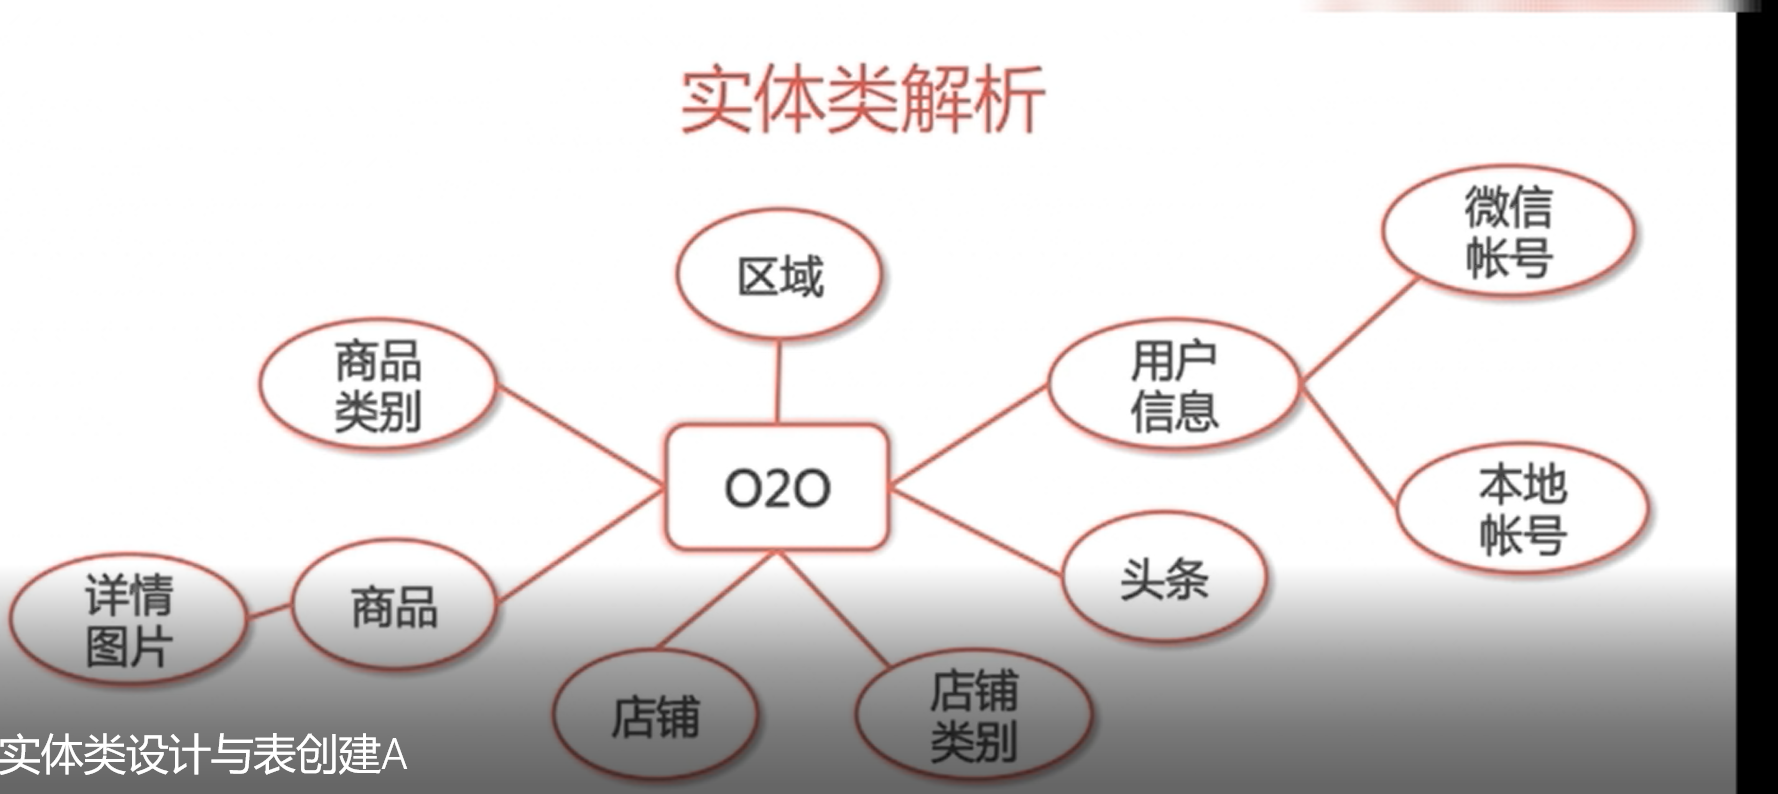 实体类解析
微信
帐号
区域
商品
类别
用户
信息
O2O
本地
帐号
头条
详情
图片
商品
店铺
店铺
类别
实体类设计与表创建A